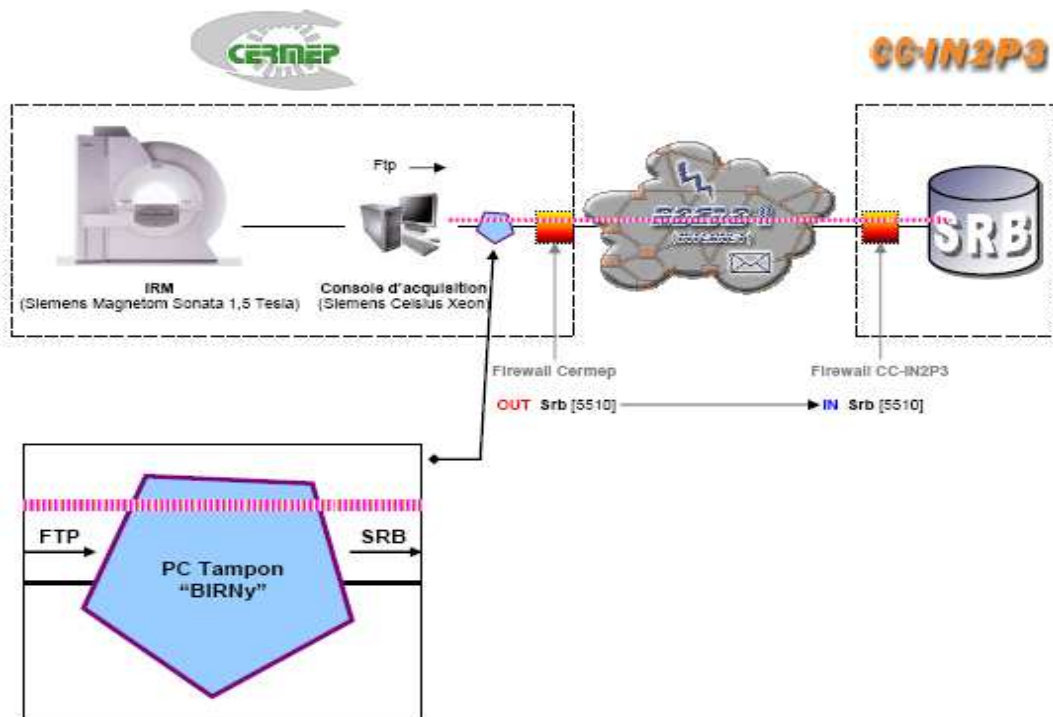 CERMEP
CC-IN2P3
Ftp
SRB
IRM
(Siemens Magnetom Sonata 1,5 Tesla)
Console d'acquisition
(Siemens Celsius Xeon)
(INTERNET)
Firewall Cermep
Firewall CC-IN2P3
OUT Srb [5510]
IN Srb [5510]
FTP
SRB
PC Tampon
“BIRNy”